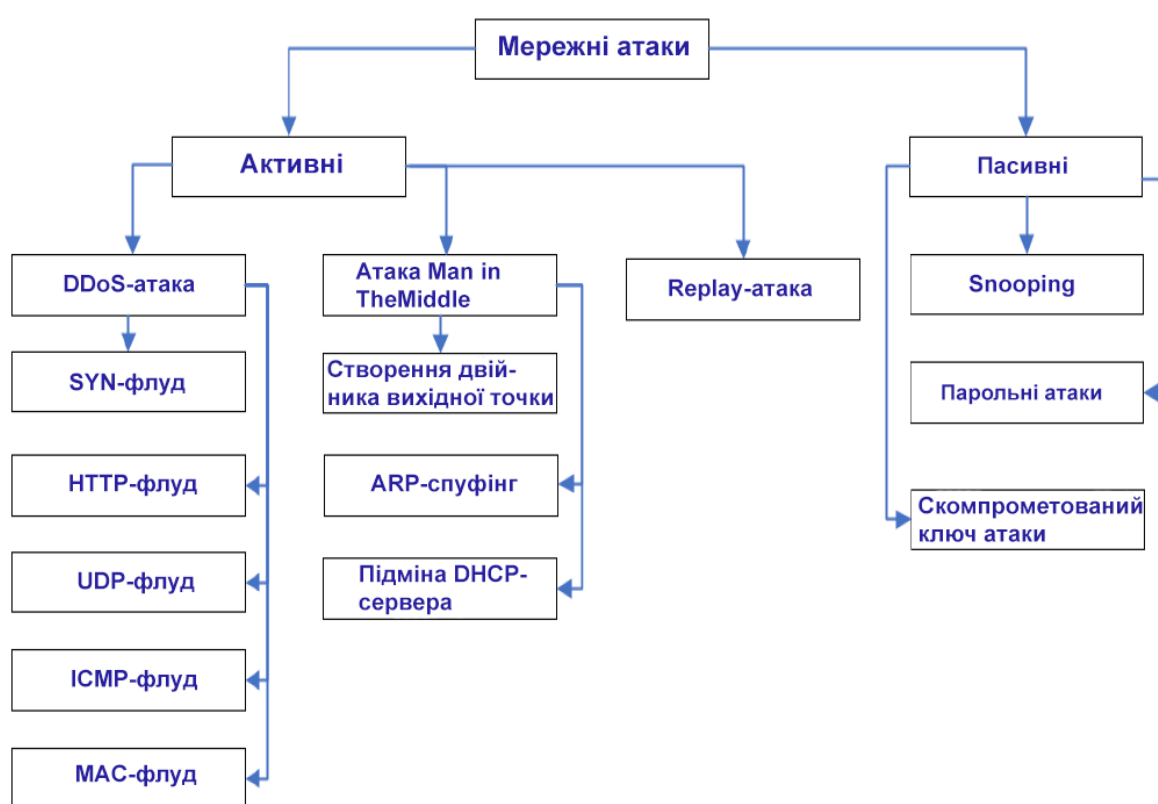 Мережні атаки
Активні
Пасивні
DDoS-атака
Атака Man in
TheMiddle
Replay-атака
Snooping
SYN-флуд
Створення двій-
ника вихідної точки
Парольні атаки
HTTP-флуд
ARP-спуфінг
Скомпрометований
ключ атаки
UDP-флуд
Підміна DHCP-
сервера
ICMP-флуд
MAC-флуд